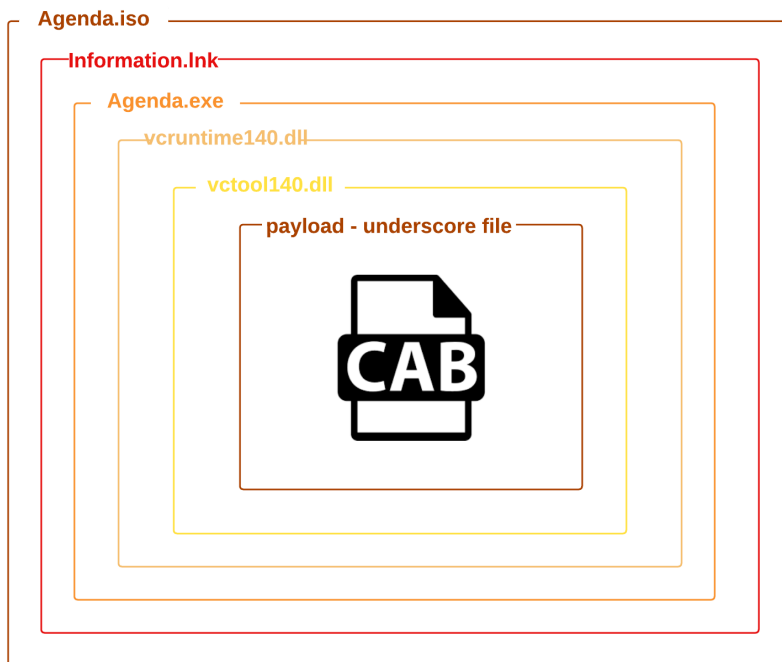 Agenda.iso
Information.lnk
Agenda.exe
vcruntime140.dll
vctool140.dll
payload - underscore file
CAB